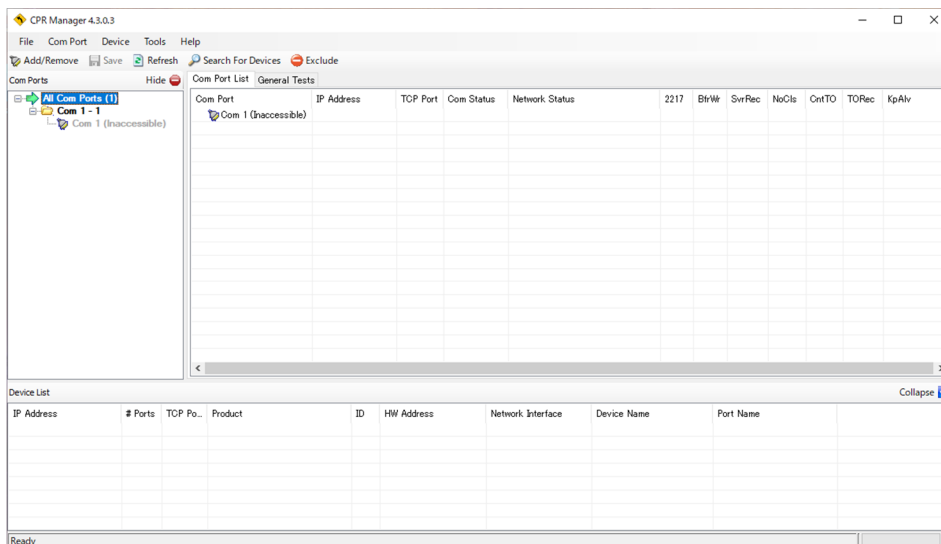 CPR Manager 4.3.0.3
File Com Port Device Tools Help
Add/Remove Save Refresh Search For Devices Exclude
Com Ports Hide
All Com Ports (1)
Com 1 - 1
Com 1 (Inaccessible)
Com Port List General Tests
Com Port IP Address TCP Port Com Status Network Status 2217 BfrWr SvrRec NoCls CntTO TORec KpAlv
Com 1 (Inaccessible)
Device List Collapse
IP Address # Ports TCP Po... Product ID HW Address Network Interface Device Name Port Name
Ready